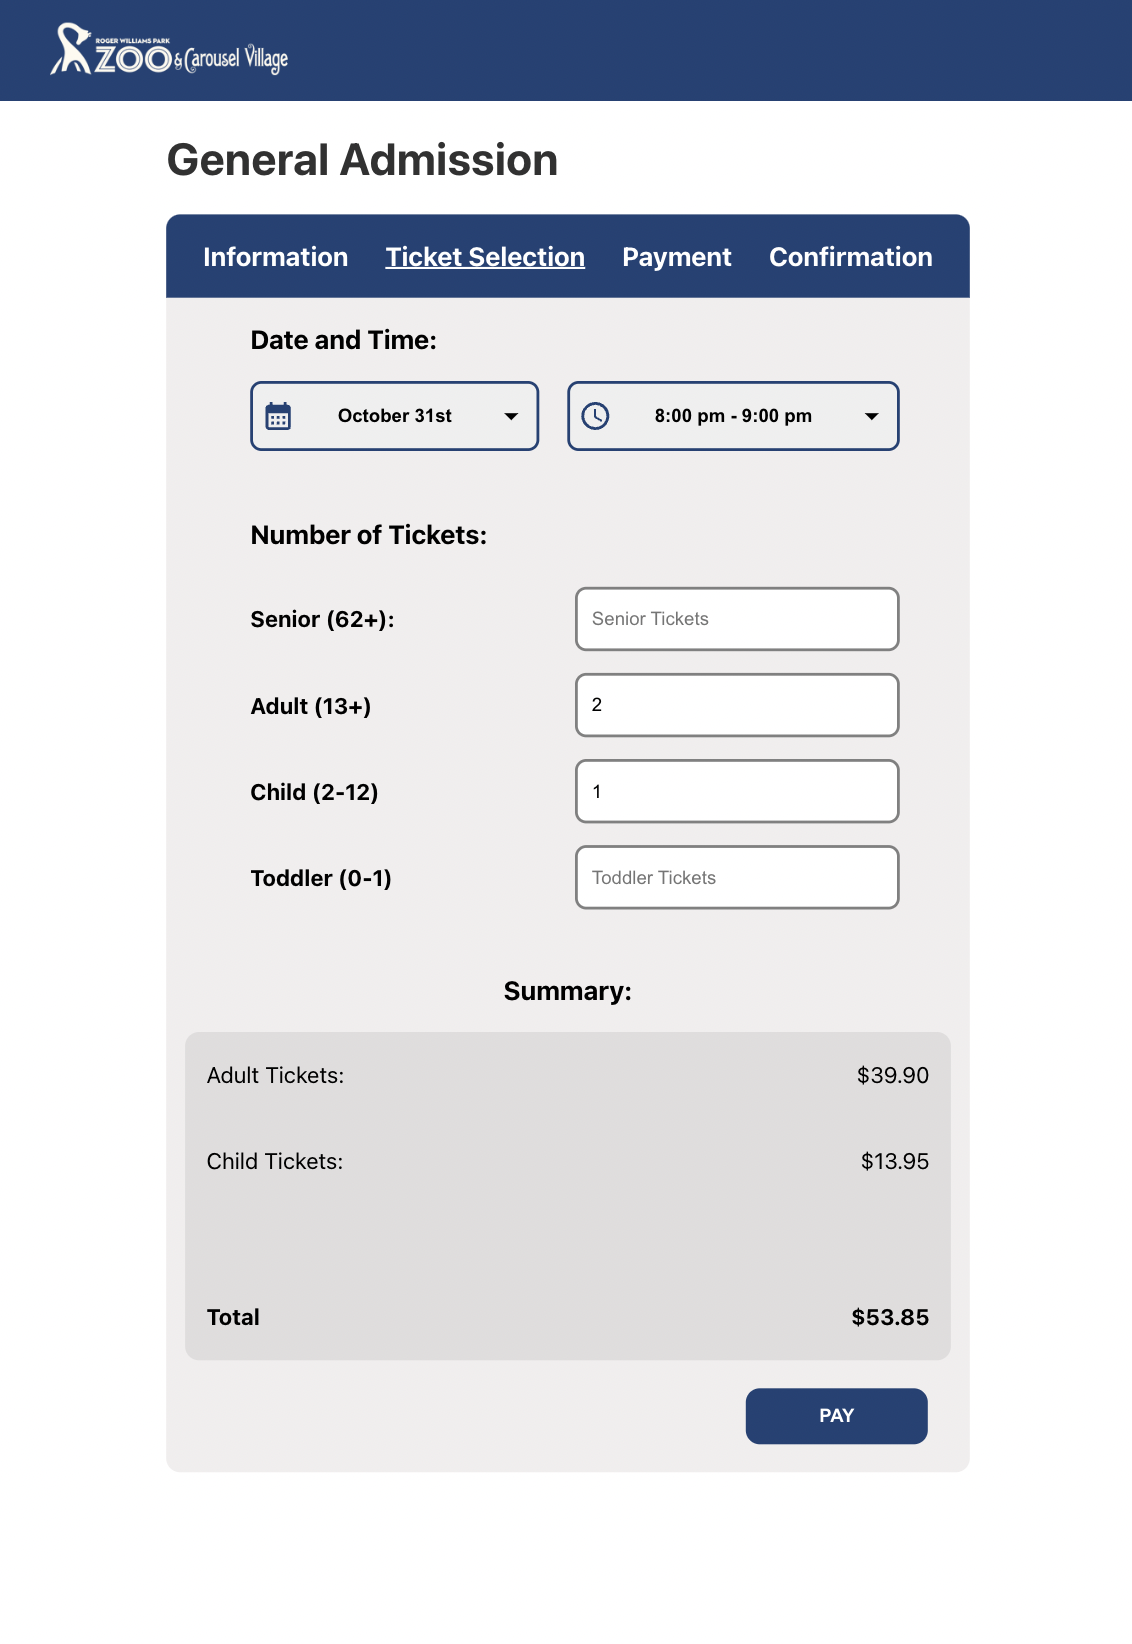 ROGER WILLIAMS PARK
ZOO & Carousel Village
General Admission
Information Ticket Selection Payment Confirmation
Date and Time:
October 31st 8:00 pm - 9:00 pm
Number of Tickets:
Senior (62+): Senior Tickets
Adult (13+) 2
Child (2-12) 1
Toddler (0-1) Toddler Tickets
Summary:
Adult Tickets: $39.90
Child Tickets: $13.95
Total $53.85
PAY